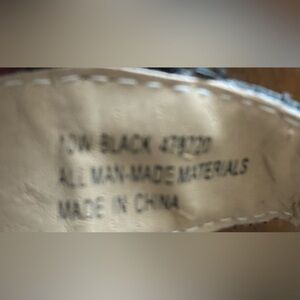 10W BLACK 478720
ALL MAN-MADE MATERIALS
MADE IN CHINA